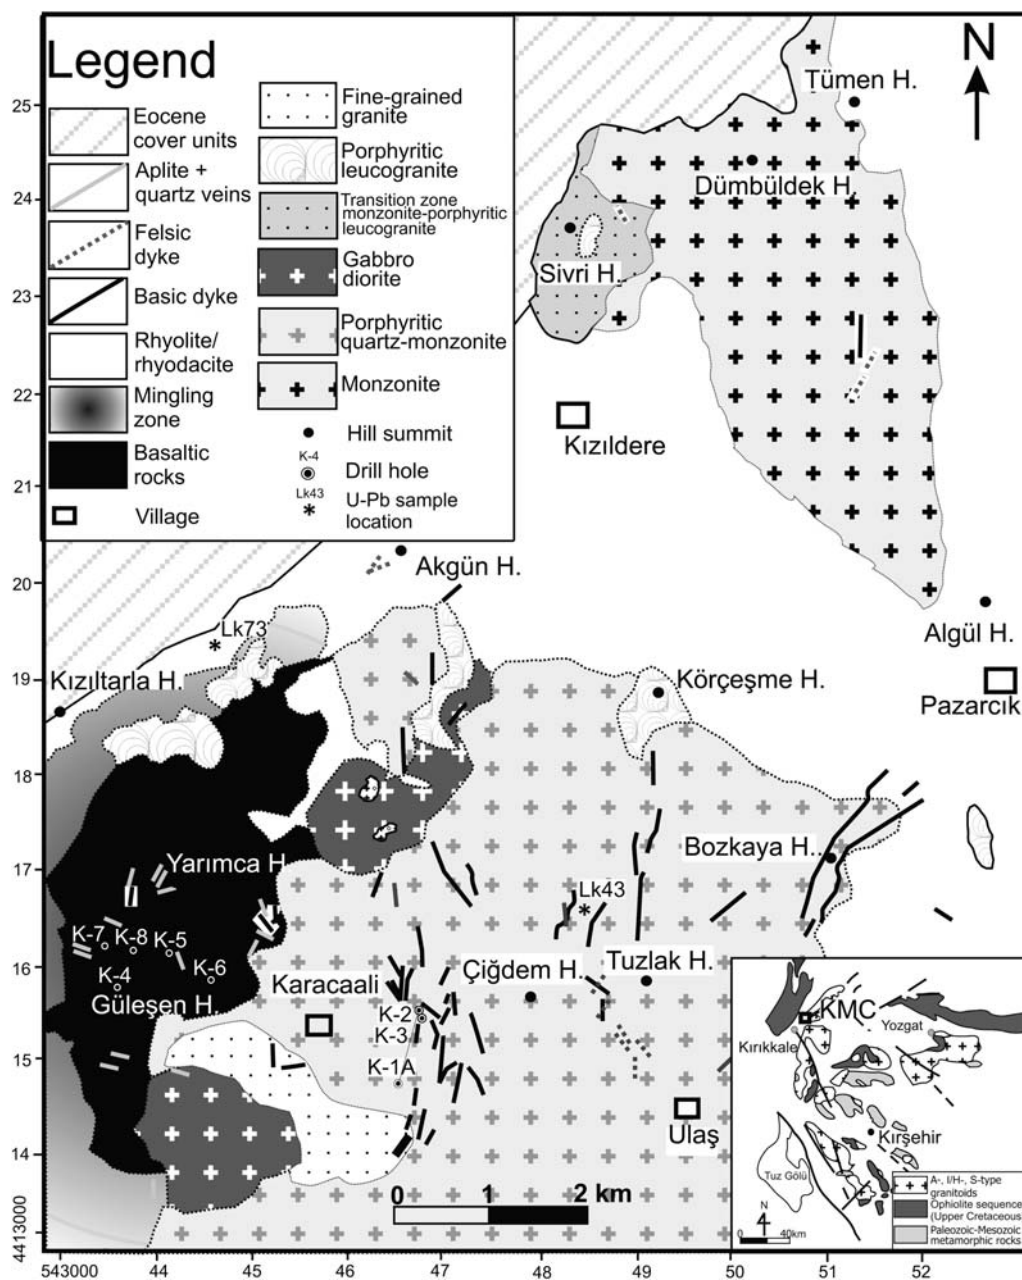 Legend
Eocene
cover units
Aplite +
quartz veins
Felsic
dyke
Basic dyke
Rhyolite/
rhyodacite
Mingling
zone
Basaltic
rocks
Village
Fine-grained
granite
Porphyritic
leucogranite
Transition zone
monzonite-porphyritic
leucogranite
Gabbro
diorite
Porphyritic
quartz-monzonite
Monzonite
Hill summit
K-4
Drill hole
Lk43
U-Pb sample
location
N
Tümen H.
Dümbüldek H.
Sivri H.
Kızıldere
Akgün H.
Algül H.
Pazarcık
Lk73
Kızıltarla H.
Körçeşme H.
Yarımca H
Bozkaya H.
Lk43
K-7
K-8
K-5
K-4
K-6
Güleşen H.
Karacaali
K-2
K-3
K-1A
Çiğdem H.
Tuzlak H.
Ulaş
0
1
2 km
KMC
Yozgat
Kırıkkale
Kırşehir
Tuz Gölü
N
0
40km
A-, I/H-, S-type
granitoids
Ophiolite sequence
(Upper Cretaceous
Paleozoic-Mesozoic
metamorphic rocks
25
24
23
22
21
20
19
18
17
16
15
14
4413000
543000
44
45
46
47
48
49
50
51
52